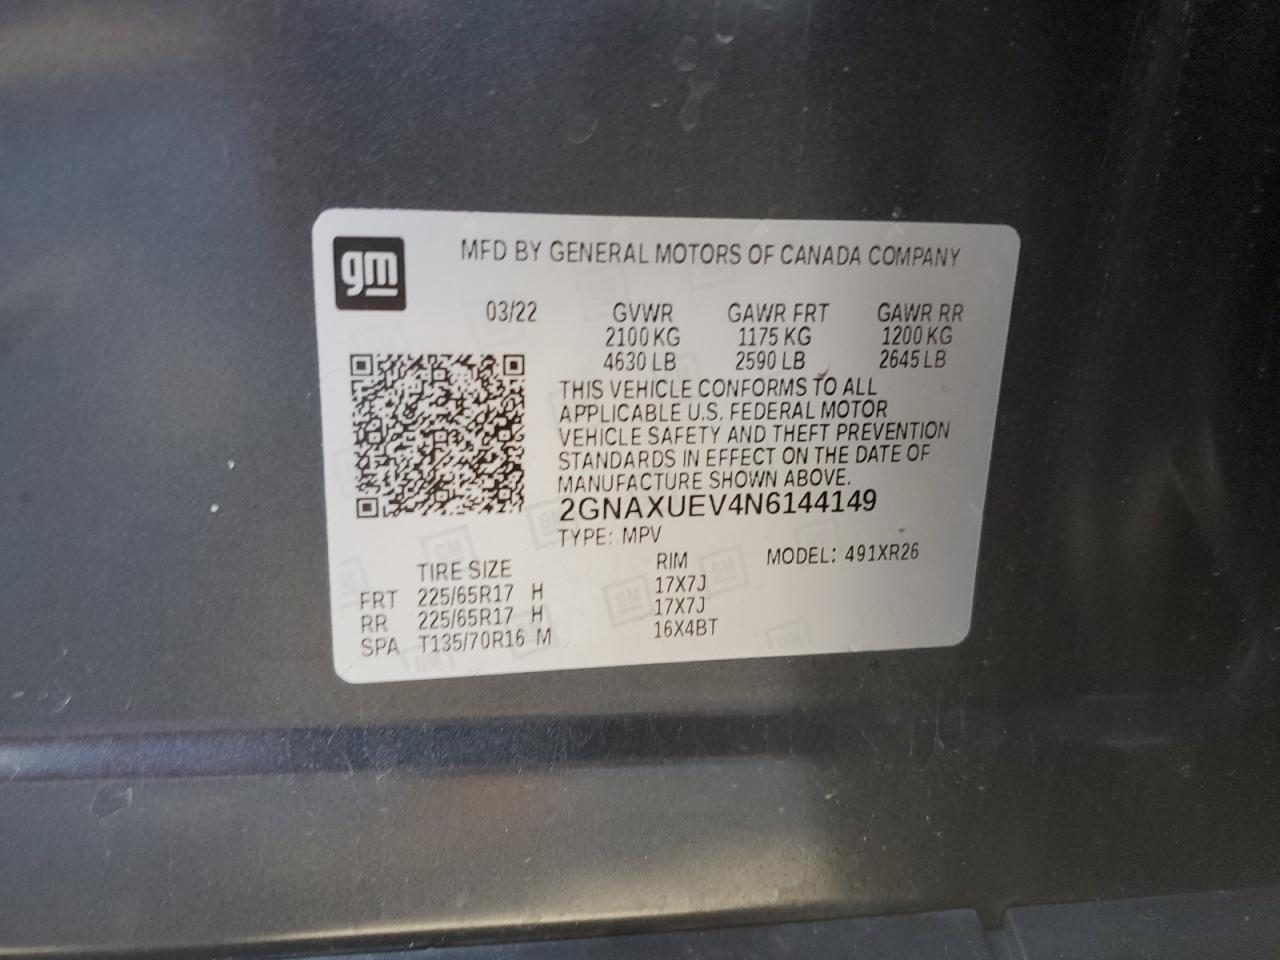 gm
MFD BY GENERAL MOTORS OF CANADA COMPANY
03/22 GVWR GAWR FRT GAWR RR
2100 KG 1175 KG 1200 KG
4630 LB 2590 LB 2645 LB
THIS VEHICLE CONFORMS TO ALL
APPLICABLE U.S. FEDERAL MOTOR
VEHICLE SAFETY AND THEFT PREVENTION
STANDARDS IN EFFECT ON THE DATE OF
MANUFACTURE SHOWN ABOVE.
2GNAXUEV4N6144149
TYPE: MPV
TIRE SIZE RIM MODEL: 491XR26
FRT 225/65R17 H 17X7J
RR 225/65R17 H 17X7J
SPA T135/70R16 M 16X4BT